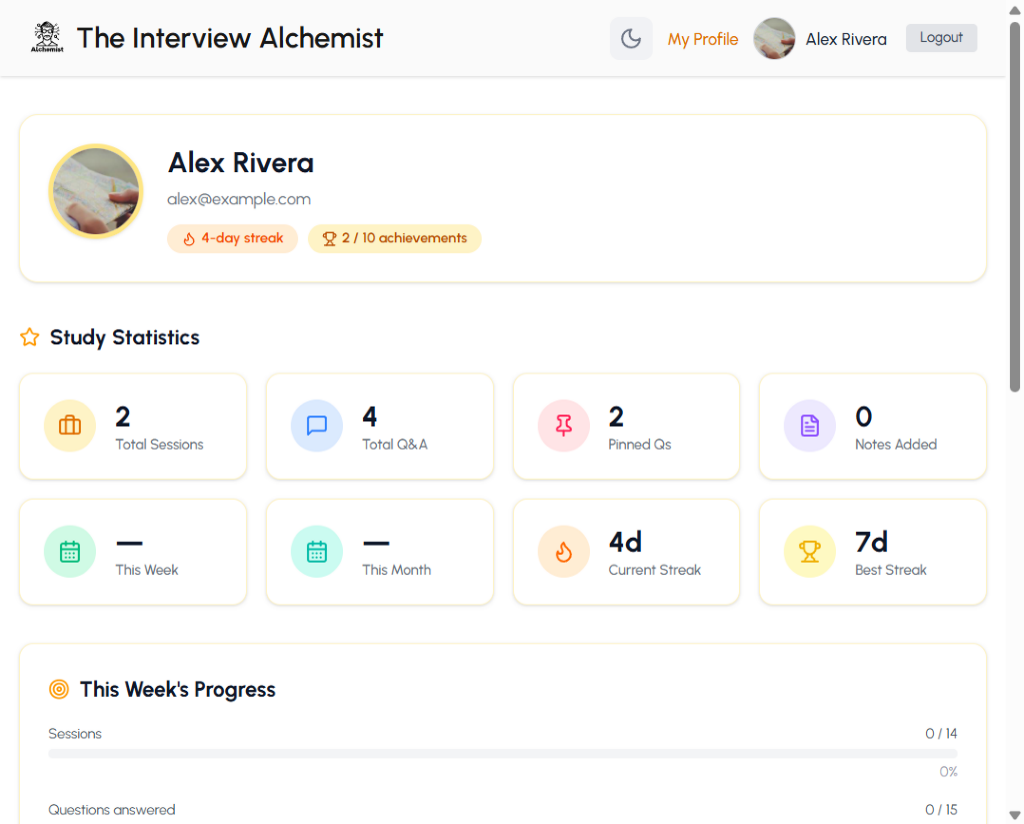 Alchemist
The Interview Alchemist
My Profile
Alex Rivera
Logout
Alex Rivera
alex@example.com
4-day streak
2 / 10 achievements
Study Statistics
2
Total Sessions
4
Total Q&A
2
Pinned Qs
0
Notes Added
—
This Week
—
This Month
4d
Current Streak
7d
Best Streak
This Week's Progress
Sessions
0 / 14
0%
Questions answered
0 / 15